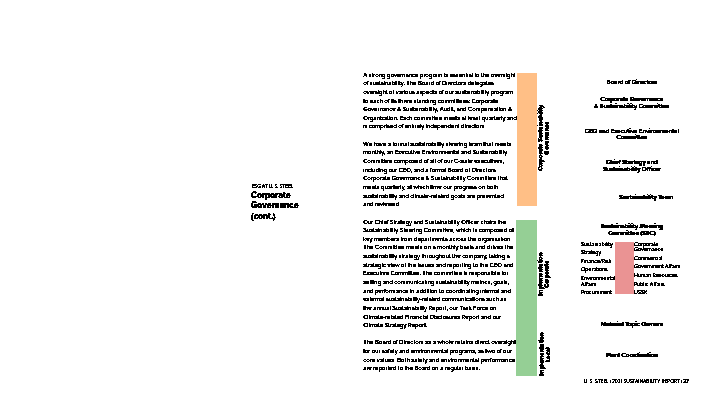 ESG AT U. S. STEEL
Corporate
Governance
(cont.)
A strong governance program is essential to the oversight
of sustainability. The Board of Directors delegates
oversight of various aspects of our sustainability program
to each of its three standing committees: Corporate
Governance & Sustainability, Audit, and Compensation &
Organization. Each committee meets at least quarterly and
is comprised of entirely independent directors.
We have a formal sustainability steering team that meets
monthly, an Executive Environmental and Sustainability
Committee composed of all of our C-suite executives,
including our CEO, and a formal Board of Directors
Corporate Governance & Sustainability Committee that
meets quarterly, at which time our progress on both
sustainability and climate-related goals are presented
and reviewed.
Our Chief Strategy and Sustainability Officer chairs the
Sustainability Steering Committee, which is composed of
key members from departments across the organization.
The Committee meets on a monthly basis and drives the
sustainability strategy throughout the company, taking a
strategic view of the issues and reporting to the CEO and
Executive Committee. The committee is responsible for
setting and communicating sustainability metrics, goals,
and performance in addition to coordinating internal and
external sustainability-related communications such as
the annual Sustainability Report, our Task Force on
Climate-related Financial Disclosures Report and our
Climate Strategy Report.
The Board of Directors as a whole retains direct oversight
for our safety and environmental programs, as two of our
core values. Both safety and environmental performance
are reported to the Board on a regular basis.
Corporate Sustainability
Governance
Implementation
Corporate
Implementation
Local
Board of Directors
Corporate Governance
& Sustainability Committee
CEO and Executive Environmental
Committee
Chief Strategy and
Sustainability Officer
Sustainability Team
Sustainability Steering
Committee (SSC)
Sustainability
Strategy
Finance/Risk
Operations
Environmental
Affairs
Procurement
Corporate
Governance
Commercial
Government Affairs
Human Resources
Public Affairs
USSK
Material Topic Owners
Plant Coordination
U. S. STEEL | 2021 SUSTAINABILITY REPORT |